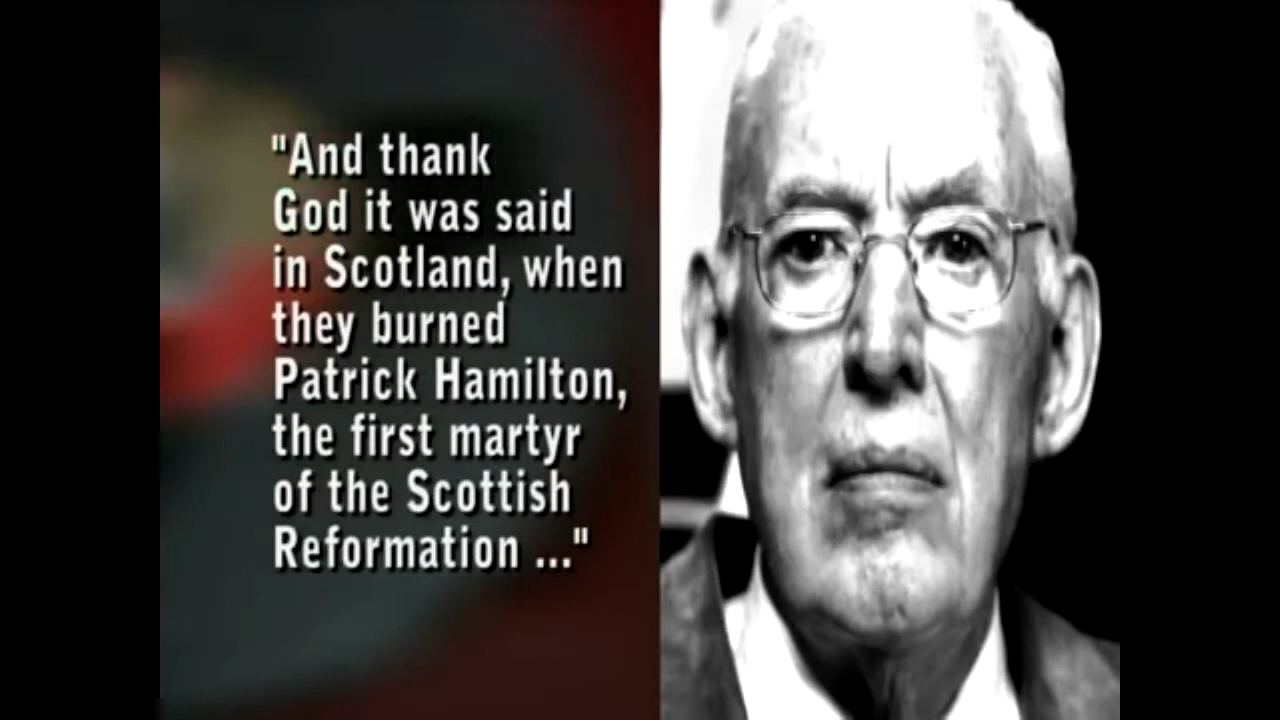 "And thank
God it was said
in Scotland, when
they burned
Patrick Hamilton,
the first martyr
of the Scottish
Reformation ..."